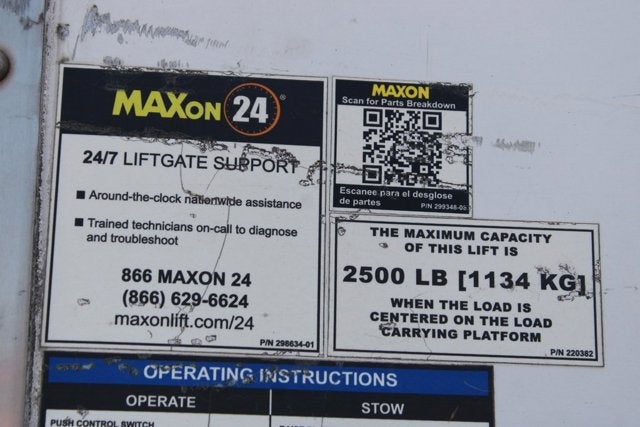 MAXON 24®
24/7 LIFTGATE SUPPORT
■ Around-the-clock nationwide assistance
■ Trained technicians on-call to diagnose
and troubleshoot
866 MAXON 24
(866) 629-6624
maxonlift.com/24
P/N 298634-01
MAXON
Scan for Parts Breakdown
Escanee para el desglose
de partes
P/N 299348-03
THE MAXIMUM CAPACITY
OF THIS LIFT IS
2500 LB [1134 KG]
WHEN THE LOAD IS
CENTERED ON THE LOAD
CARRYING PLATFORM
P/N 220382
OPERATING INSTRUCTIONS
OPERATE
STOW
PUSH CONTROL SWITCH